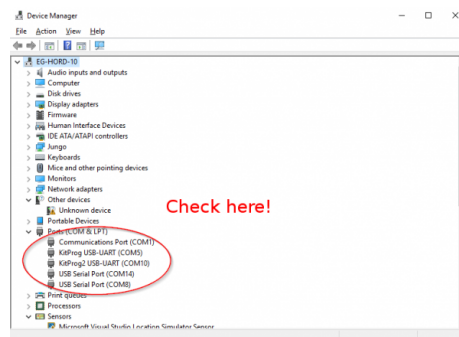 Device Manager
File Action View Help
EG-HORD-10
Audio inputs and outputs
Computer
Disk drives
Display adapters
Firmware
Human Interface Devices
IDE ATA/ATAPI controllers
Jungo
Keyboards
Mice and other pointing devices
Monitors
Network adapters
Other devices
Unknown device
Check here!
Portable Devices
Ports (COM & LPT)
Communications Port (COM1)
KitProg USB-UART (COM5)
KitProg2 USB-UART (COM10)
USB Serial Port (COM14)
USB Serial Port (COM8)
Print queues
Processors
Sensors
Microsoft Visual Studio Location Simulator Sensor